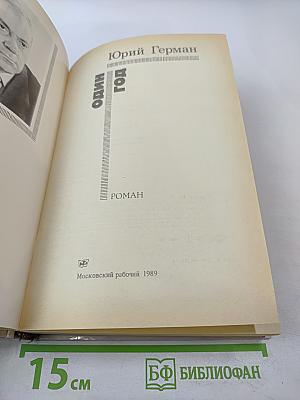 Юрий Герман
ОДИН
ГОД
РОМАН
Московский рабочий 1989
15 см
БФ БИБЛИОФАН